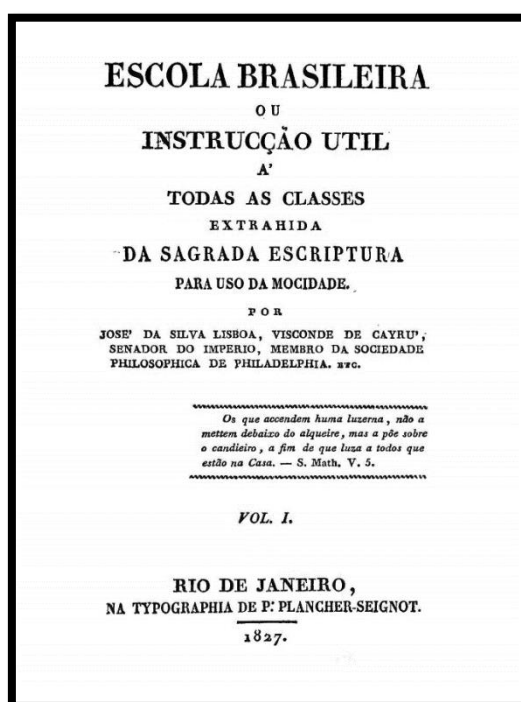 ESCOLA BRASILEIRA
OU
INSTRUCÇÃO UTIL
A'
TODAS AS CLASSES
EXTRAHIDA
DA SAGRADA ESCRIPTURA
PARA USO DA MOCIDADE.
POR
JOSE' DA SILVA LISBOA, VISCONDE DE CAYRU',
SENADOR DO IMPERIO, MEMBRO DA SOCIEDADE
PHILOSOPHICA DE PHILADELPHIA. ETC.
Os que accendem huma luzerna, não a
mettem debaixo do alqueire, mas a põe sobre
o candieiro, a fim de que luza a todos que
estão na Casa. — S. Math. V. 5.
VOL. I.
RIO DE JANEIRO,
NA TYPOGRAPHIA DE P.: PLANCHER-SEIGNOT.
1827.